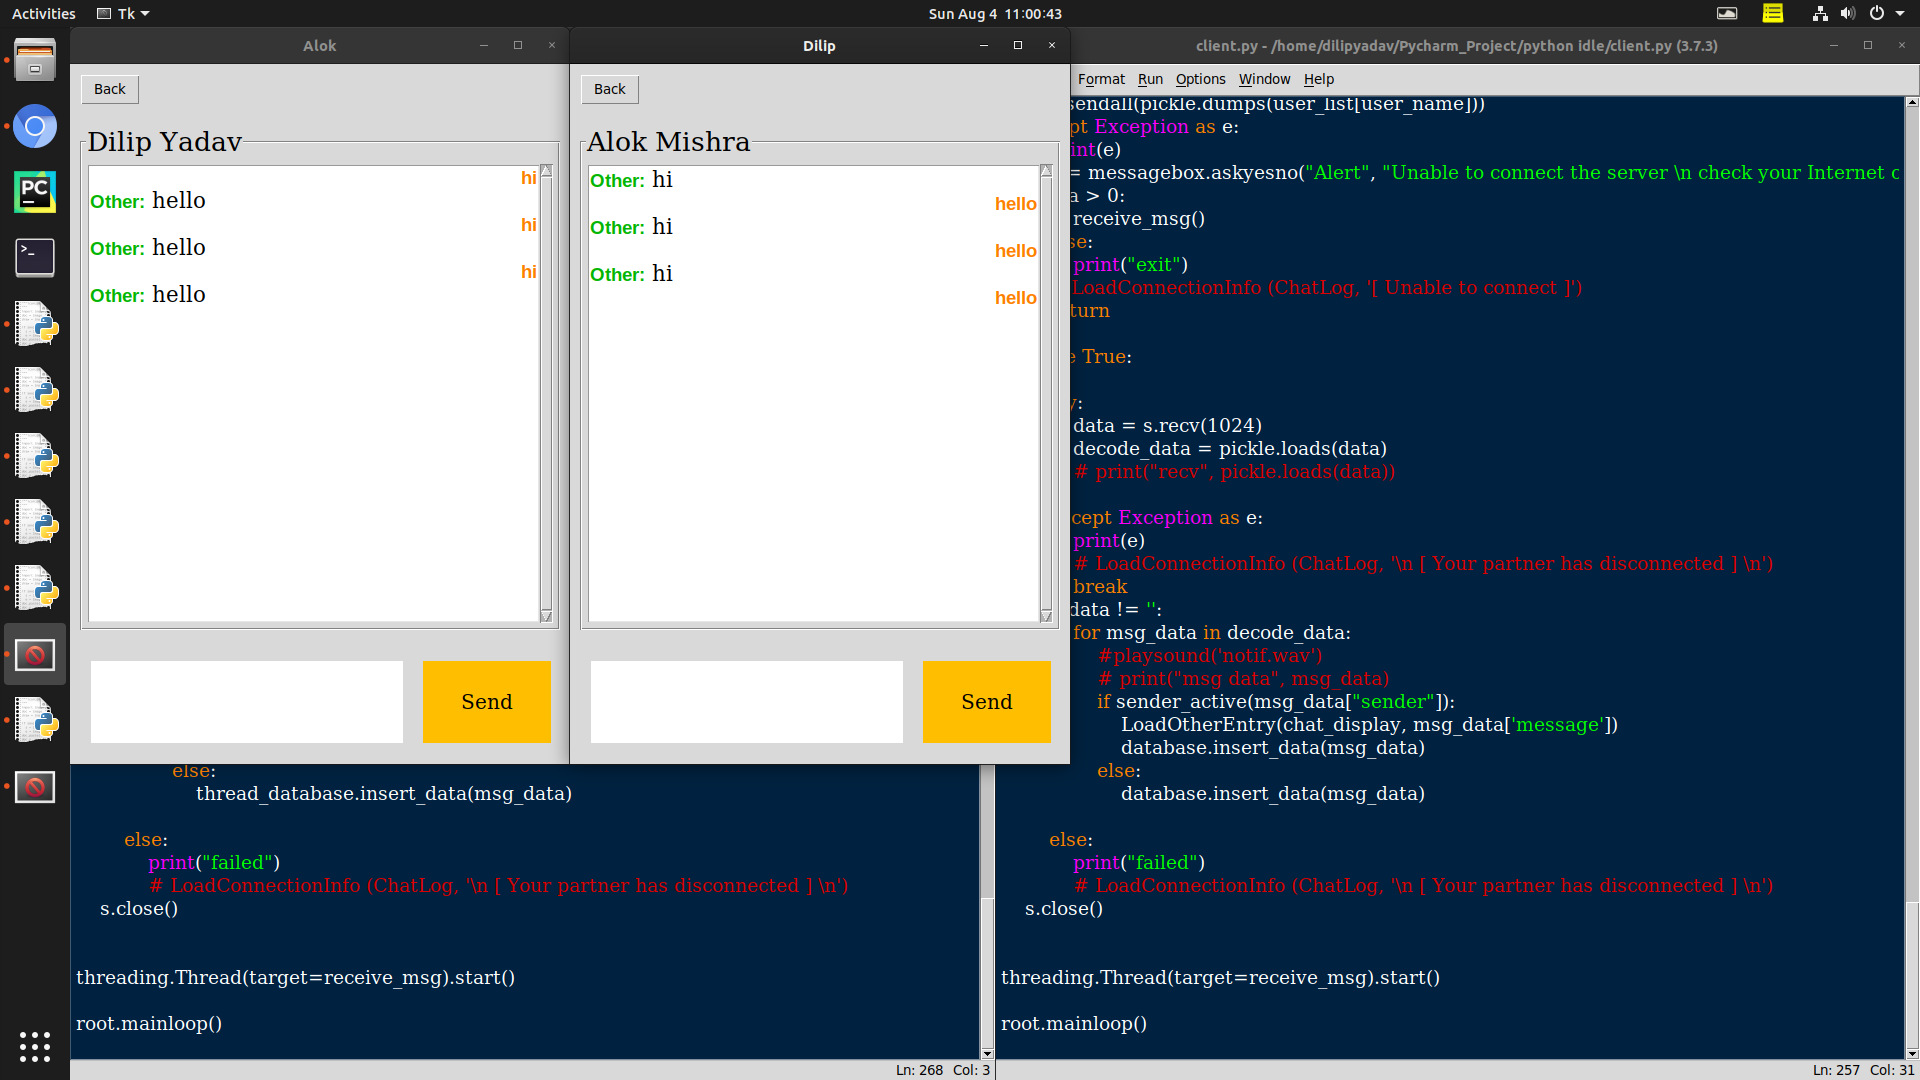 Activities Tk Sun Aug 4 11:00:43
Alok
Back
Dilip Yadav
hi
Other: hello
hi
Other: hello
hi
Other: hello
Send
Dilip
Back
Alok Mishra
Other: hi
hello
Other: hi
hello
Other: hi
hello
Send
else:
thread_database.insert_data(msg_data)
else:
print("failed")
# LoadConnectionInfo (ChatLog, '\n [ Your partner has disconnected ] \n')
s.close()
threading.Thread(target=receive_msg).start()
root.mainloop()
Ln: 268 Col: 3
client.py - /home/dilipyadav/Pycharm_Project/python idle/client.py (3.7.3)
Format Run Options Window Help
sendall(pickle.dumps(user_list[user_name]))
pt Exception as e:
int(e)
= messagebox.askyesno("Alert", "Unable to connect the server \n check your Internet c
a > 0:
receive_msg()
se:
print("exit")
LoadConnectionInfo (ChatLog, '[ Unable to connect ]')
turn
e True:
y:
data = s.recv(1024)
decode_data = pickle.loads(data)
# print("recv", pickle.loads(data))
cept Exception as e:
print(e)
# LoadConnectionInfo (ChatLog, '\n [ Your partner has disconnected ] \n')
break
data != '':
for msg_data in decode_data:
#playsound('notif.wav')
# print("msg data", msg_data)
if sender_active(msg_data["sender"]):
LoadOtherEntry(chat_display, msg_data['message'])
database.insert_data(msg_data)
else:
database.insert_data(msg_data)
else:
print("failed")
# LoadConnectionInfo (ChatLog, '\n [ Your partner has disconnected ] \n')
s.close()
threading.Thread(target=receive_msg).start()
root.mainloop()
Ln: 257 Col: 31
PC